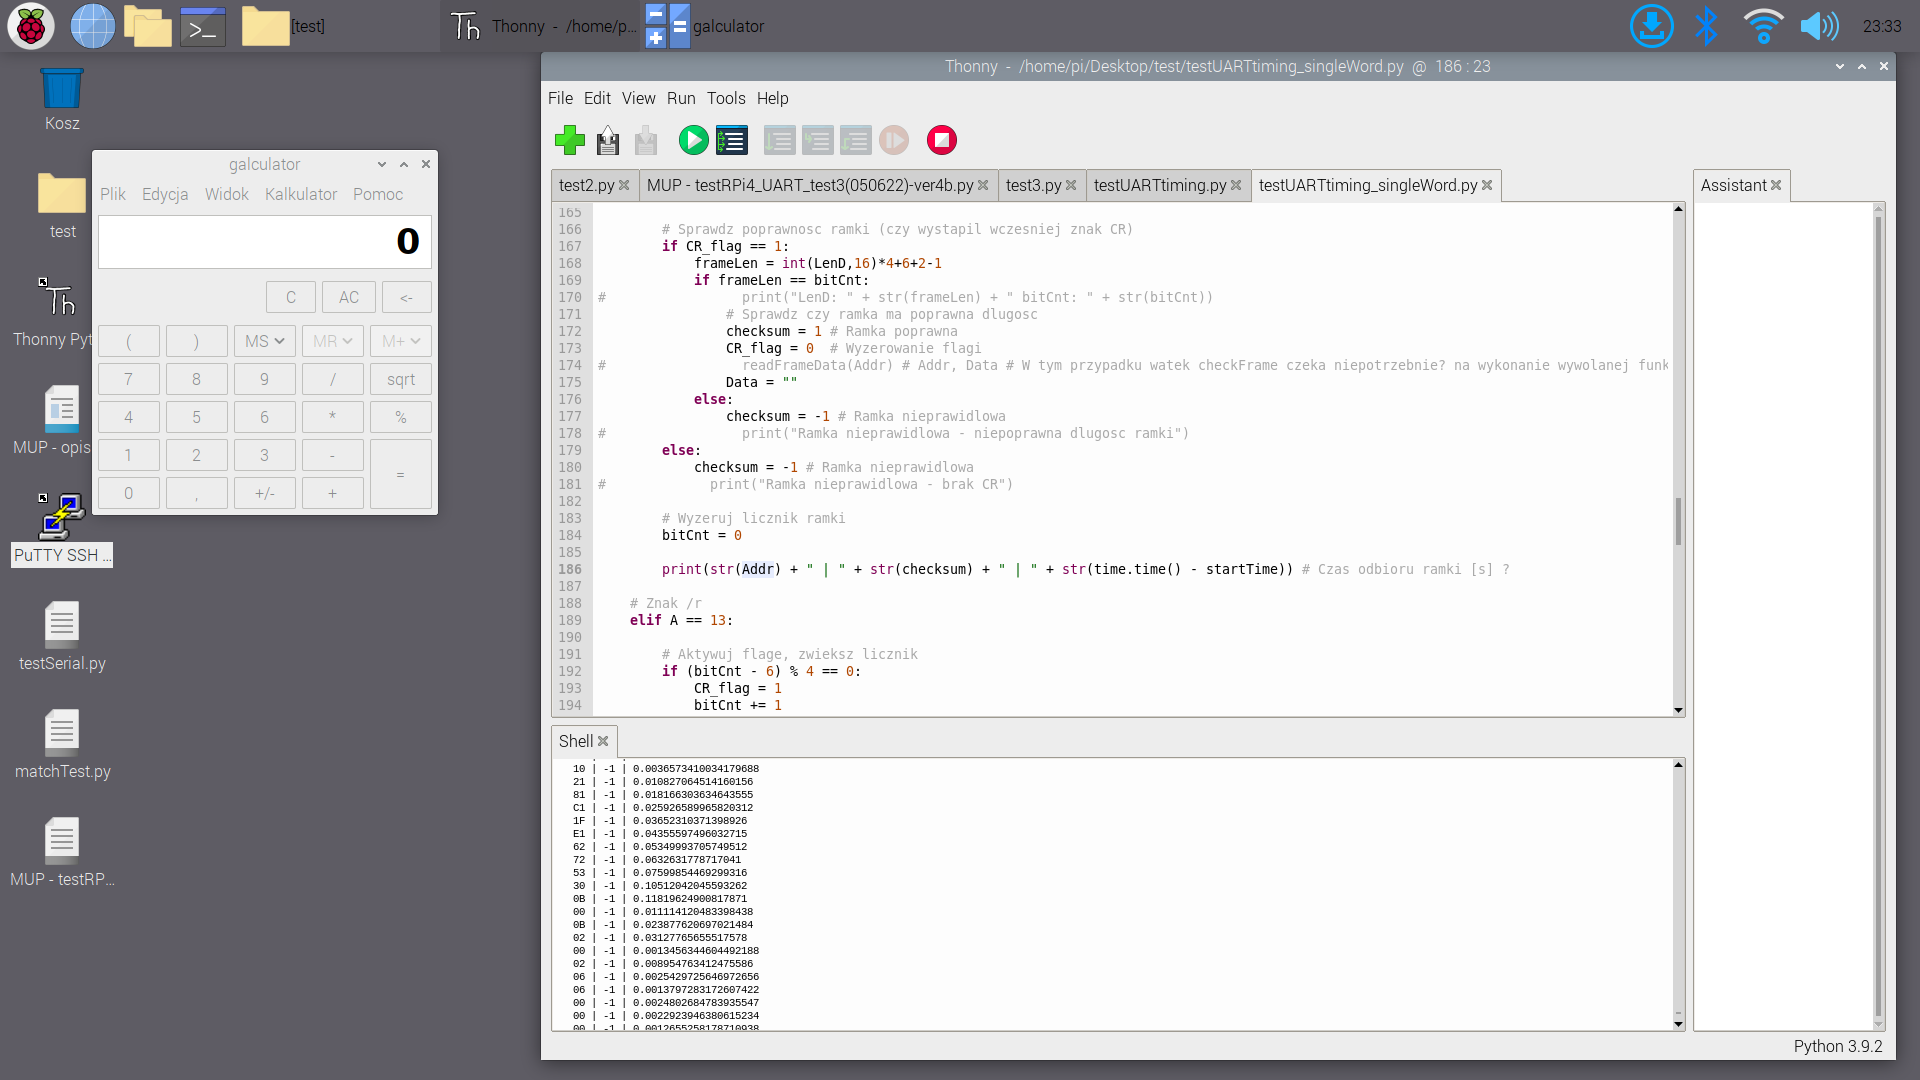 [test]
Thonny - /home/p...
galculator
23:33
Kosz
test
Thonny Pyt
MUP - opis
PuTTY SSH ...
testSerial.py
matchTest.py
MUP - testRP...
galculator
Plik Edycja Widok Kalkulator Pomoc
0
C AC <-
( ) MS MR M+
7 8 9 / sqrt
4 5 6 * %
1 2 3 - =
0 , +/- +
Thonny - /home/pi/Desktop/test/testUARTtiming_singleWord.py @ 186 : 23
File Edit View Run Tools Help
test2.py MUP - testRPi4_UART_test3(050622)-ver4b.py test3.py testUARTtiming.py testUARTtiming_singleWord.py
165
166 # Sprawdz poprawnosc ramki (czy wystapil wczesniej znak CR)
167 if CR_flag == 1:
168 frameLen = int(LenD,16)*4+6+2-1
169 if frameLen == bitCnt:
170 # print("LenD: " + str(frameLen) + " bitCnt: " + str(bitCnt))
171 # Sprawdz czy ramka ma poprawna dlugosc
172 checksum = 1 # Ramka poprawna
173 CR_flag = 0 # Wyzerowanie flagi
174 # readFrameData(Addr) # Addr, Data # W tym przypadku watek checkFrame czeka niepotrzebnie? na wykonanie wywolanej funk
175 Data = ""
176 else:
177 checksum = -1 # Ramka nieprawidlowa
178 # print("Ramka nieprawidlowa - niepoprawna dlugosc ramki")
179 else:
180 checksum = -1 # Ramka nieprawidlowa
181 # print("Ramka nieprawidlowa - brak CR")
182
183 # Wyzeruj licznik ramki
184 bitCnt = 0
185
186 print(str(Addr) + " | " + str(checksum) + " | " + str(time.time() - startTime)) # Czas odbioru ramki [s] ?
187
188 # Znak /r
189 elif A == 13:
190
191 # Aktywuj flage, zwieksz licznik
192 if (bitCnt - 6) % 4 == 0:
193 CR_flag = 1
194 bitCnt += 1
Shell
10 | -1 | 0.0036573410034179688
21 | -1 | 0.010827064514160156
81 | -1 | 0.018166303634643555
C1 | -1 | 0.025926589965820312
1F | -1 | 0.03652310371398926
E1 | -1 | 0.04355597496032715
62 | -1 | 0.05349993705749512
72 | -1 | 0.0632631778717041
53 | -1 | 0.07599854469299316
30 | -1 | 0.10512042045593262
0B | -1 | 0.11819624900817871
00 | -1 | 0.011114120483398438
0B | -1 | 0.023877620697021484
02 | -1 | 0.03127765655517578
00 | -1 | 0.0013456344604492188
02 | -1 | 0.008954763412475586
06 | -1 | 0.0025429725646972656
06 | -1 | 0.0013797283172607422
00 | -1 | 0.0024802684783935547
00 | -1 | 0.0022923946380615234
00 | -1 | 0.0012655258178710938
Assistant
Python 3.9.2